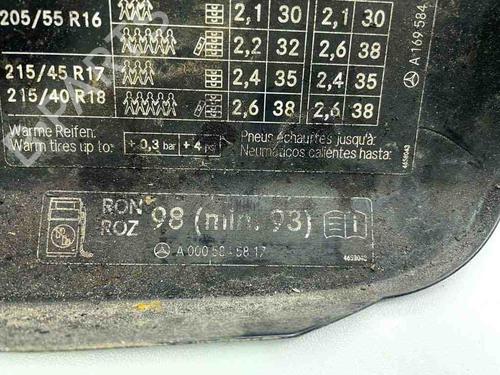 205/55 R16 2,1 30 2,1 30
2,2 32 2,6 38
215/45 R17 2,4 35 2,4 35
215/40 R18 2,6 38 2,6 38
A 169 584
Warme Reifen: Pneus échauffés jusqu'à:
Warm tires up to: + 0,3 bar + 4 psi Neumáticos calientes hasta:
RON 98 (min. 93)
ROZ
A 000 58 58 17